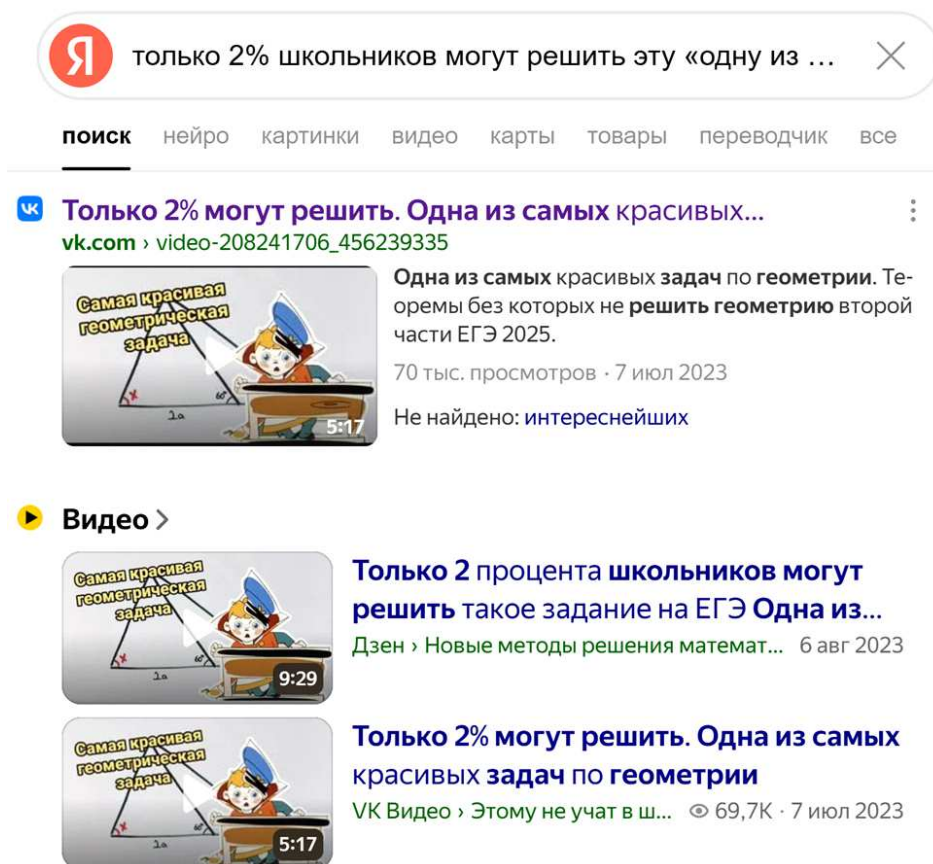 Я только 2% школьников могут решить эту «одну из ...
поиск нейро картинки видео карты товары переводчик все
Только 2% могут решить. Одна из самых красивых...
vk.com › video-208241706_456239335
Самая красивая
геометрическая
задача
x
60°
2a
5:17
Одна из самых красивых задач по геометрии. Те-
оремы без которых не решить геометрию второй
части ЕГЭ 2025.
70 тыс. просмотров · 7 июл 2023
Не найдено: интереснейших
Видео >
Самая красивая
геометрическая
задача
x
60°
2a
9:29
Только 2 процента школьников могут
решить такое задание на ЕГЭ Одна из...
Дзен › Новые методы решения математ... 6 авг 2023
Самая красивая
геометрическая
задача
x
60°
2a
5:17
Только 2% могут решить. Одна из самых
красивых задач по геометрии
VK Видео › Этому не учат в ш... 69,7K · 7 июл 2023